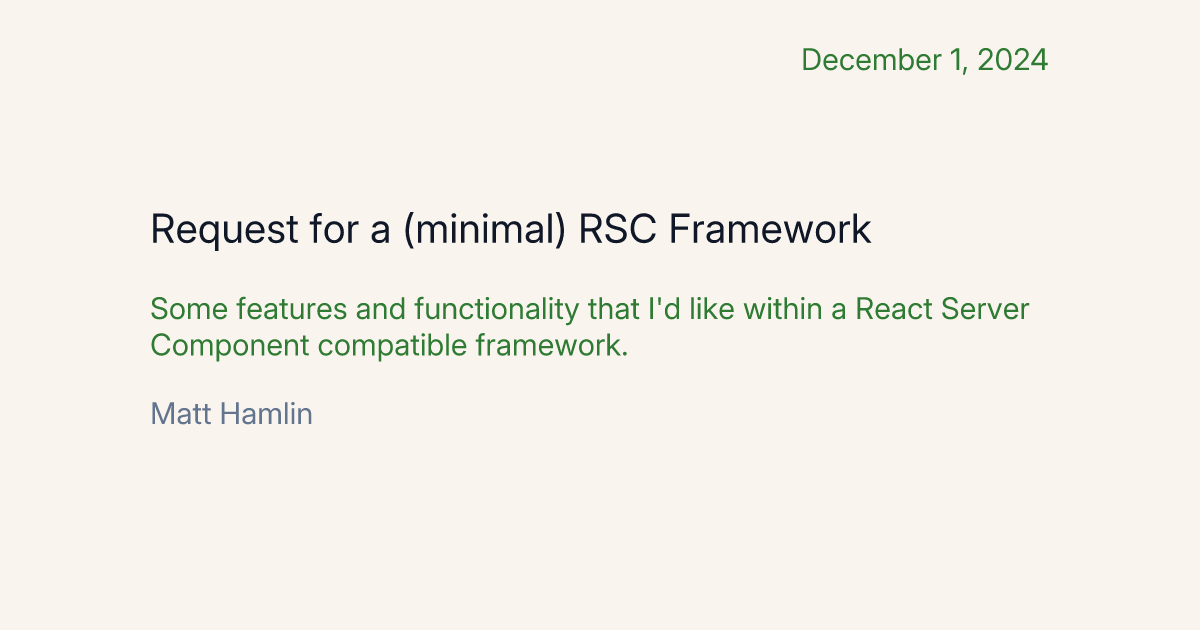 December 1, 2024
Request for a (minimal) RSC Framework
Some features and functionality that I'd like within a React Server
Component compatible framework.
Matt Hamlin